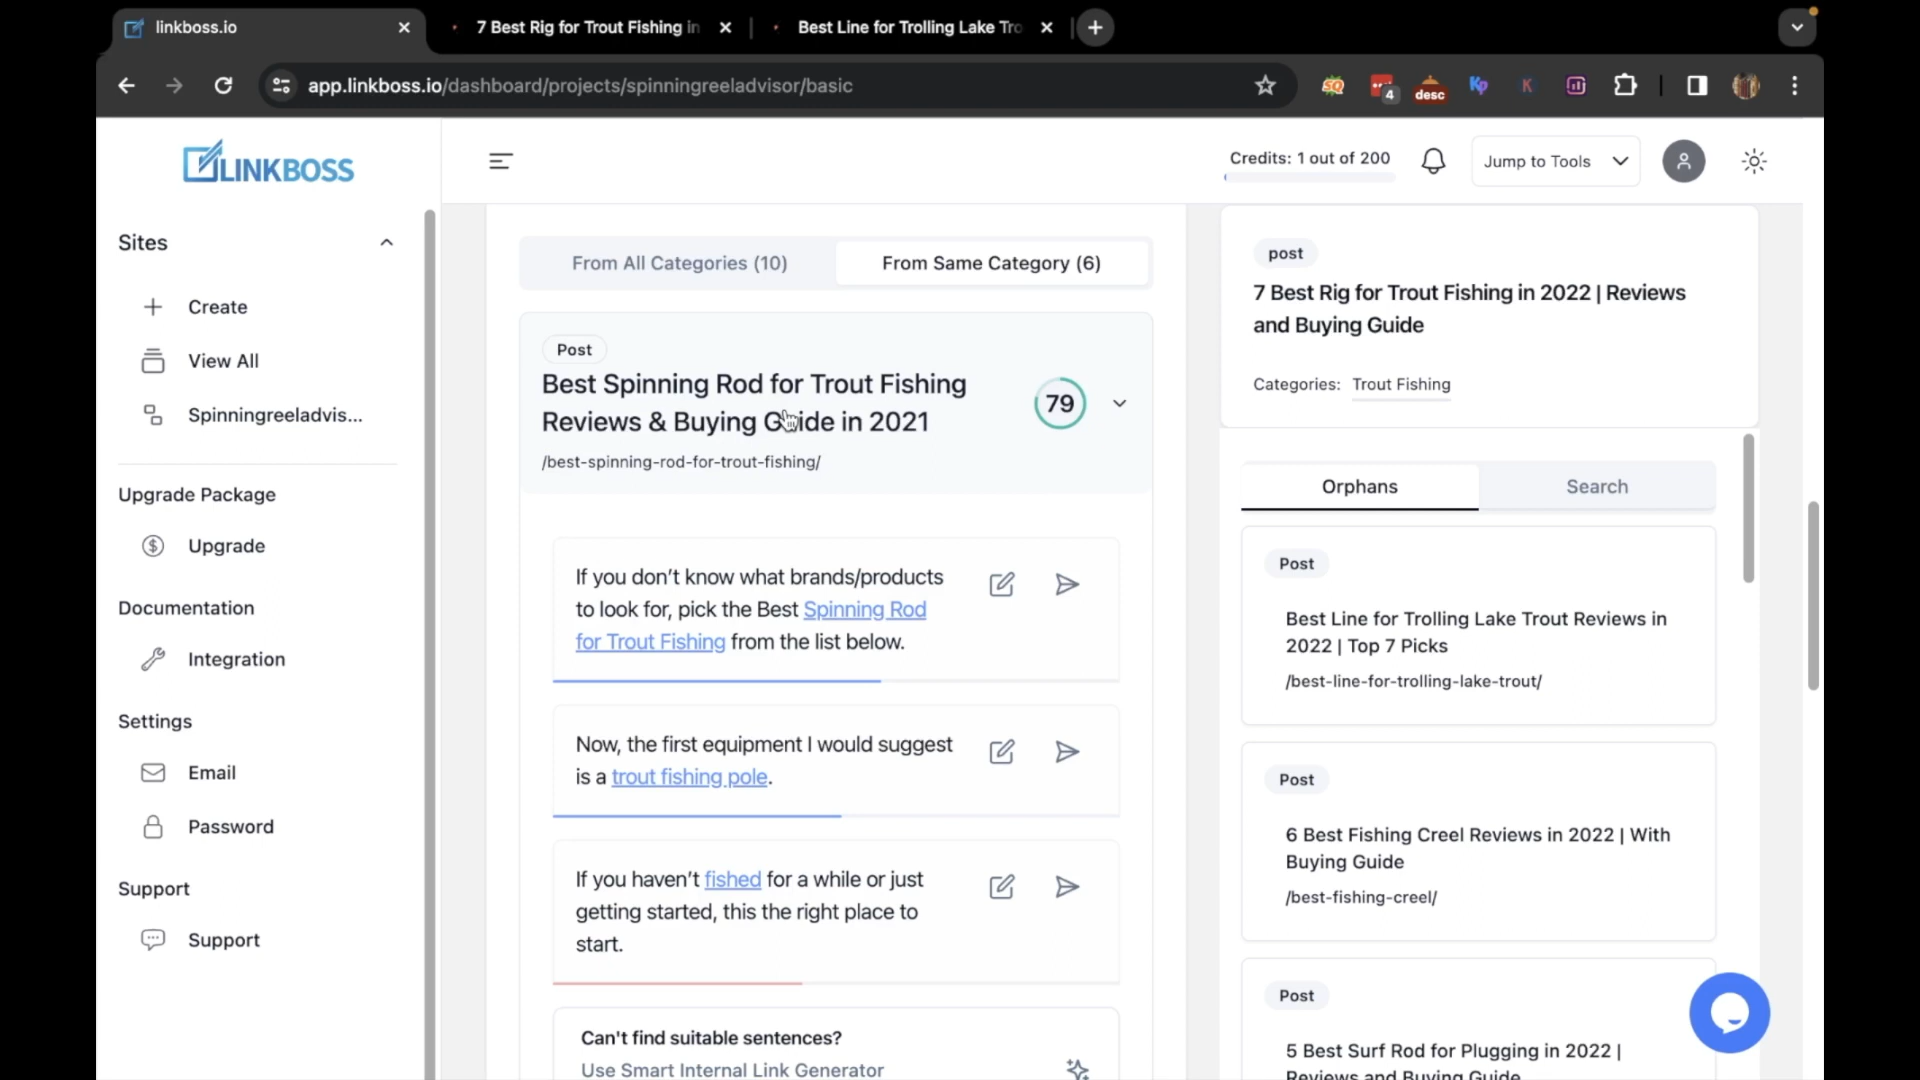 linkboss.io
7 Best Rig for Trout Fishing in
Best Line for Trolling Lake Tro
app.linkboss.io/dashboard/projects/spinningreeladvisor/basic
SQ
4
desc
Kp
K
LINKBOSS
Credits: 1 out of 200
Jump to Tools
Sites
Create
View All
Spinningreeladvis...
Upgrade Package
Upgrade
Documentation
Integration
Settings
Email
Password
Support
Support
From All Categories (10)
From Same Category (6)
Post
Best Spinning Rod for Trout Fishing
Reviews & Buying Guide in 2021
/best-spinning-rod-for-trout-fishing/
79
If you don't know what brands/products
to look for, pick the Best Spinning Rod
for Trout Fishing from the list below.
Now, the first equipment I would suggest
is a trout fishing pole.
If you haven't fished for a while or just
getting started, this the right place to
start.
Can't find suitable sentences?
Use Smart Internal Link Generator
post
7 Best Rig for Trout Fishing in 2022 | Reviews
and Buying Guide
Categories: Trout Fishing
Orphans
Search
Post
Best Line for Trolling Lake Trout Reviews in
2022 | Top 7 Picks
/best-line-for-trolling-lake-trout/
Post
6 Best Fishing Creel Reviews in 2022 | With
Buying Guide
/best-fishing-creel/
Post
5 Best Surf Rod for Plugging in 2022 |
Reviews and Buying Guide